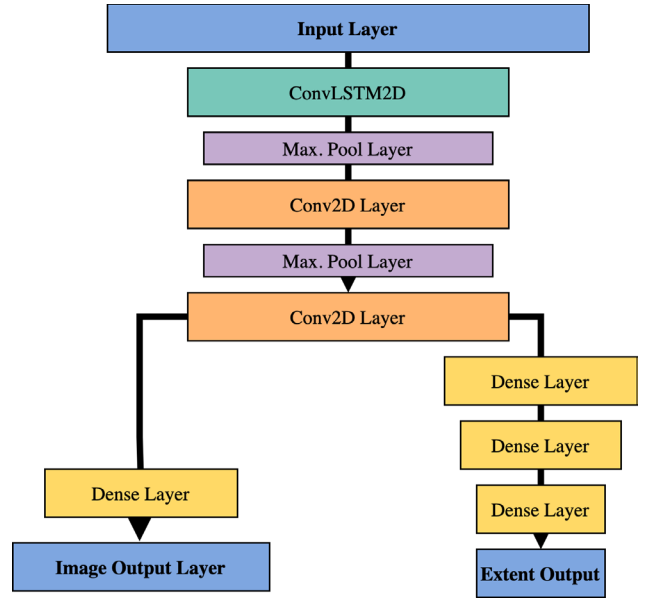 Input Layer
ConvLSTM2D
Max. Pool Layer
Conv2D Layer
Max. Pool Layer
Conv2D Layer
Dense Layer
Dense Layer
Dense Layer
Dense Layer
Image Output Layer
Extent Output